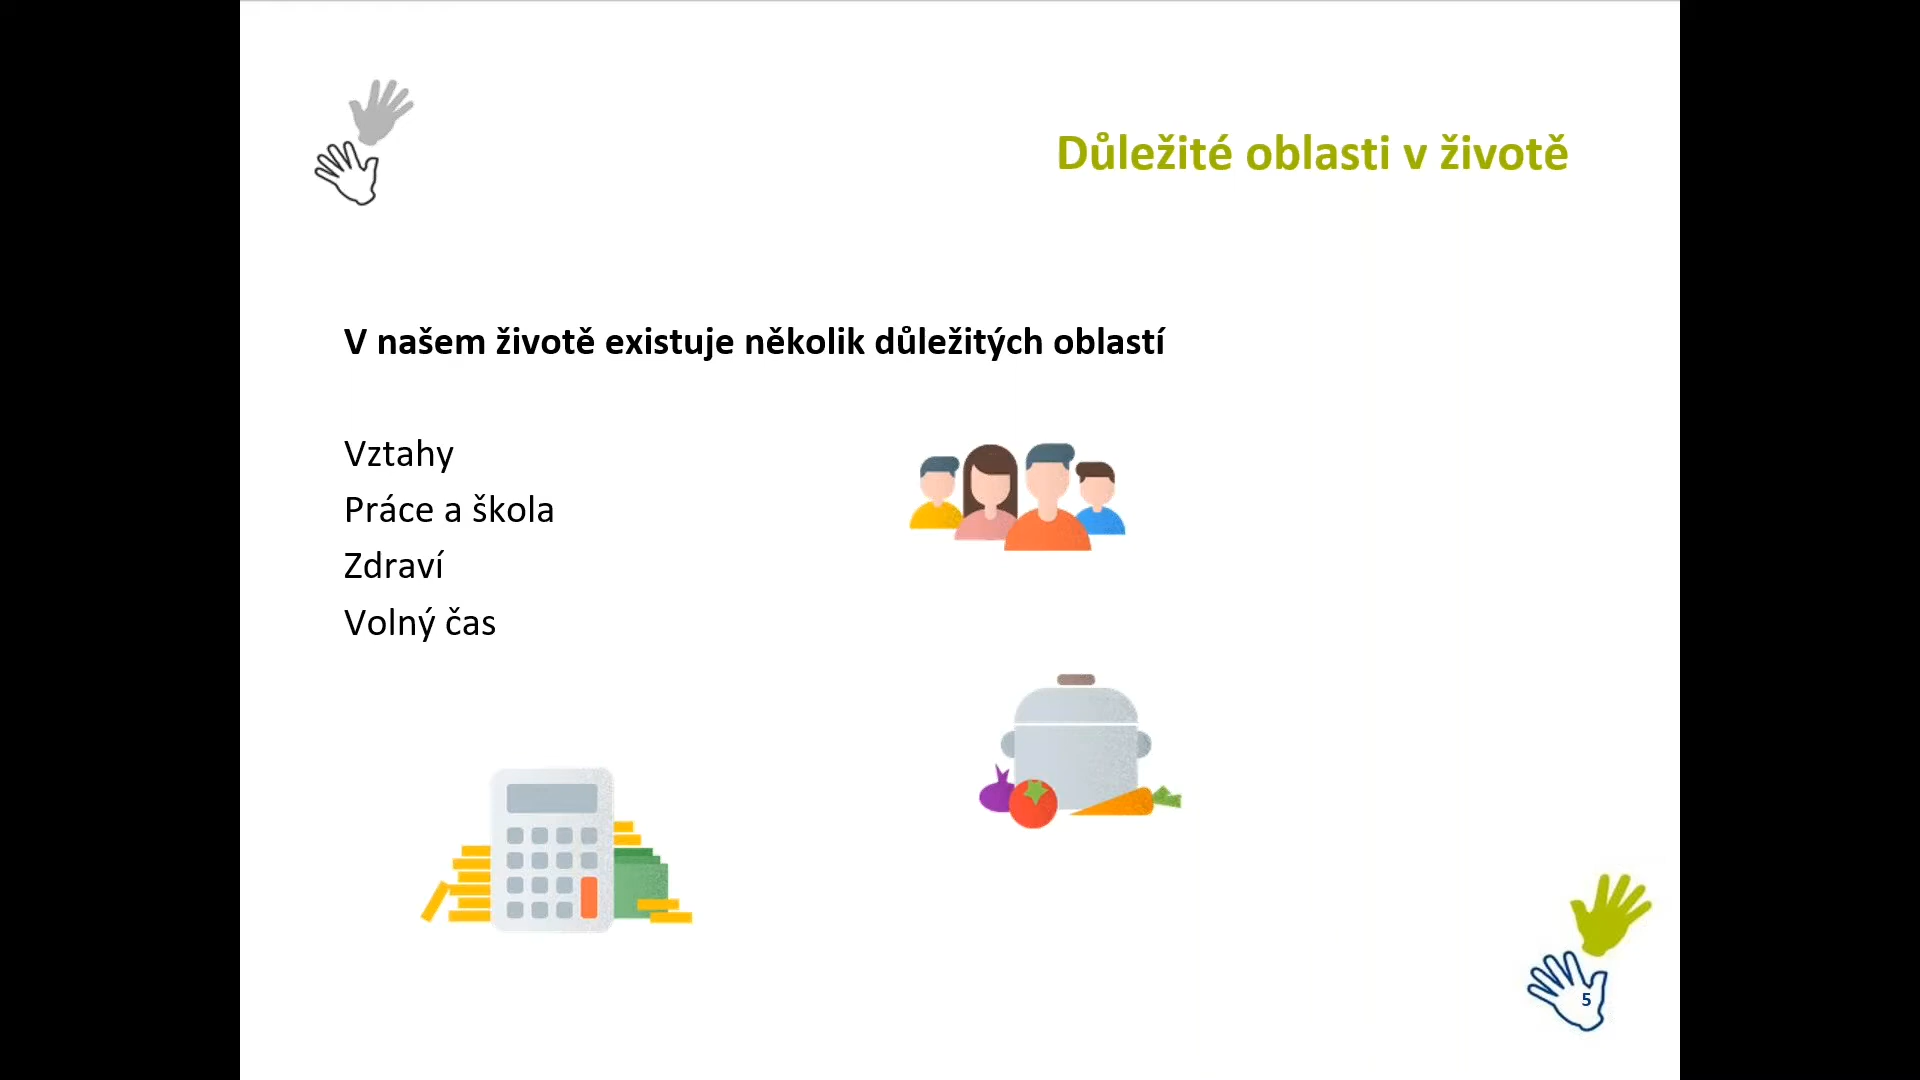 Důležité oblasti v životě
V našem životě existuje několik důležitých oblastí
Vztahy
Práce a škola
Zdraví
Volný čas
5